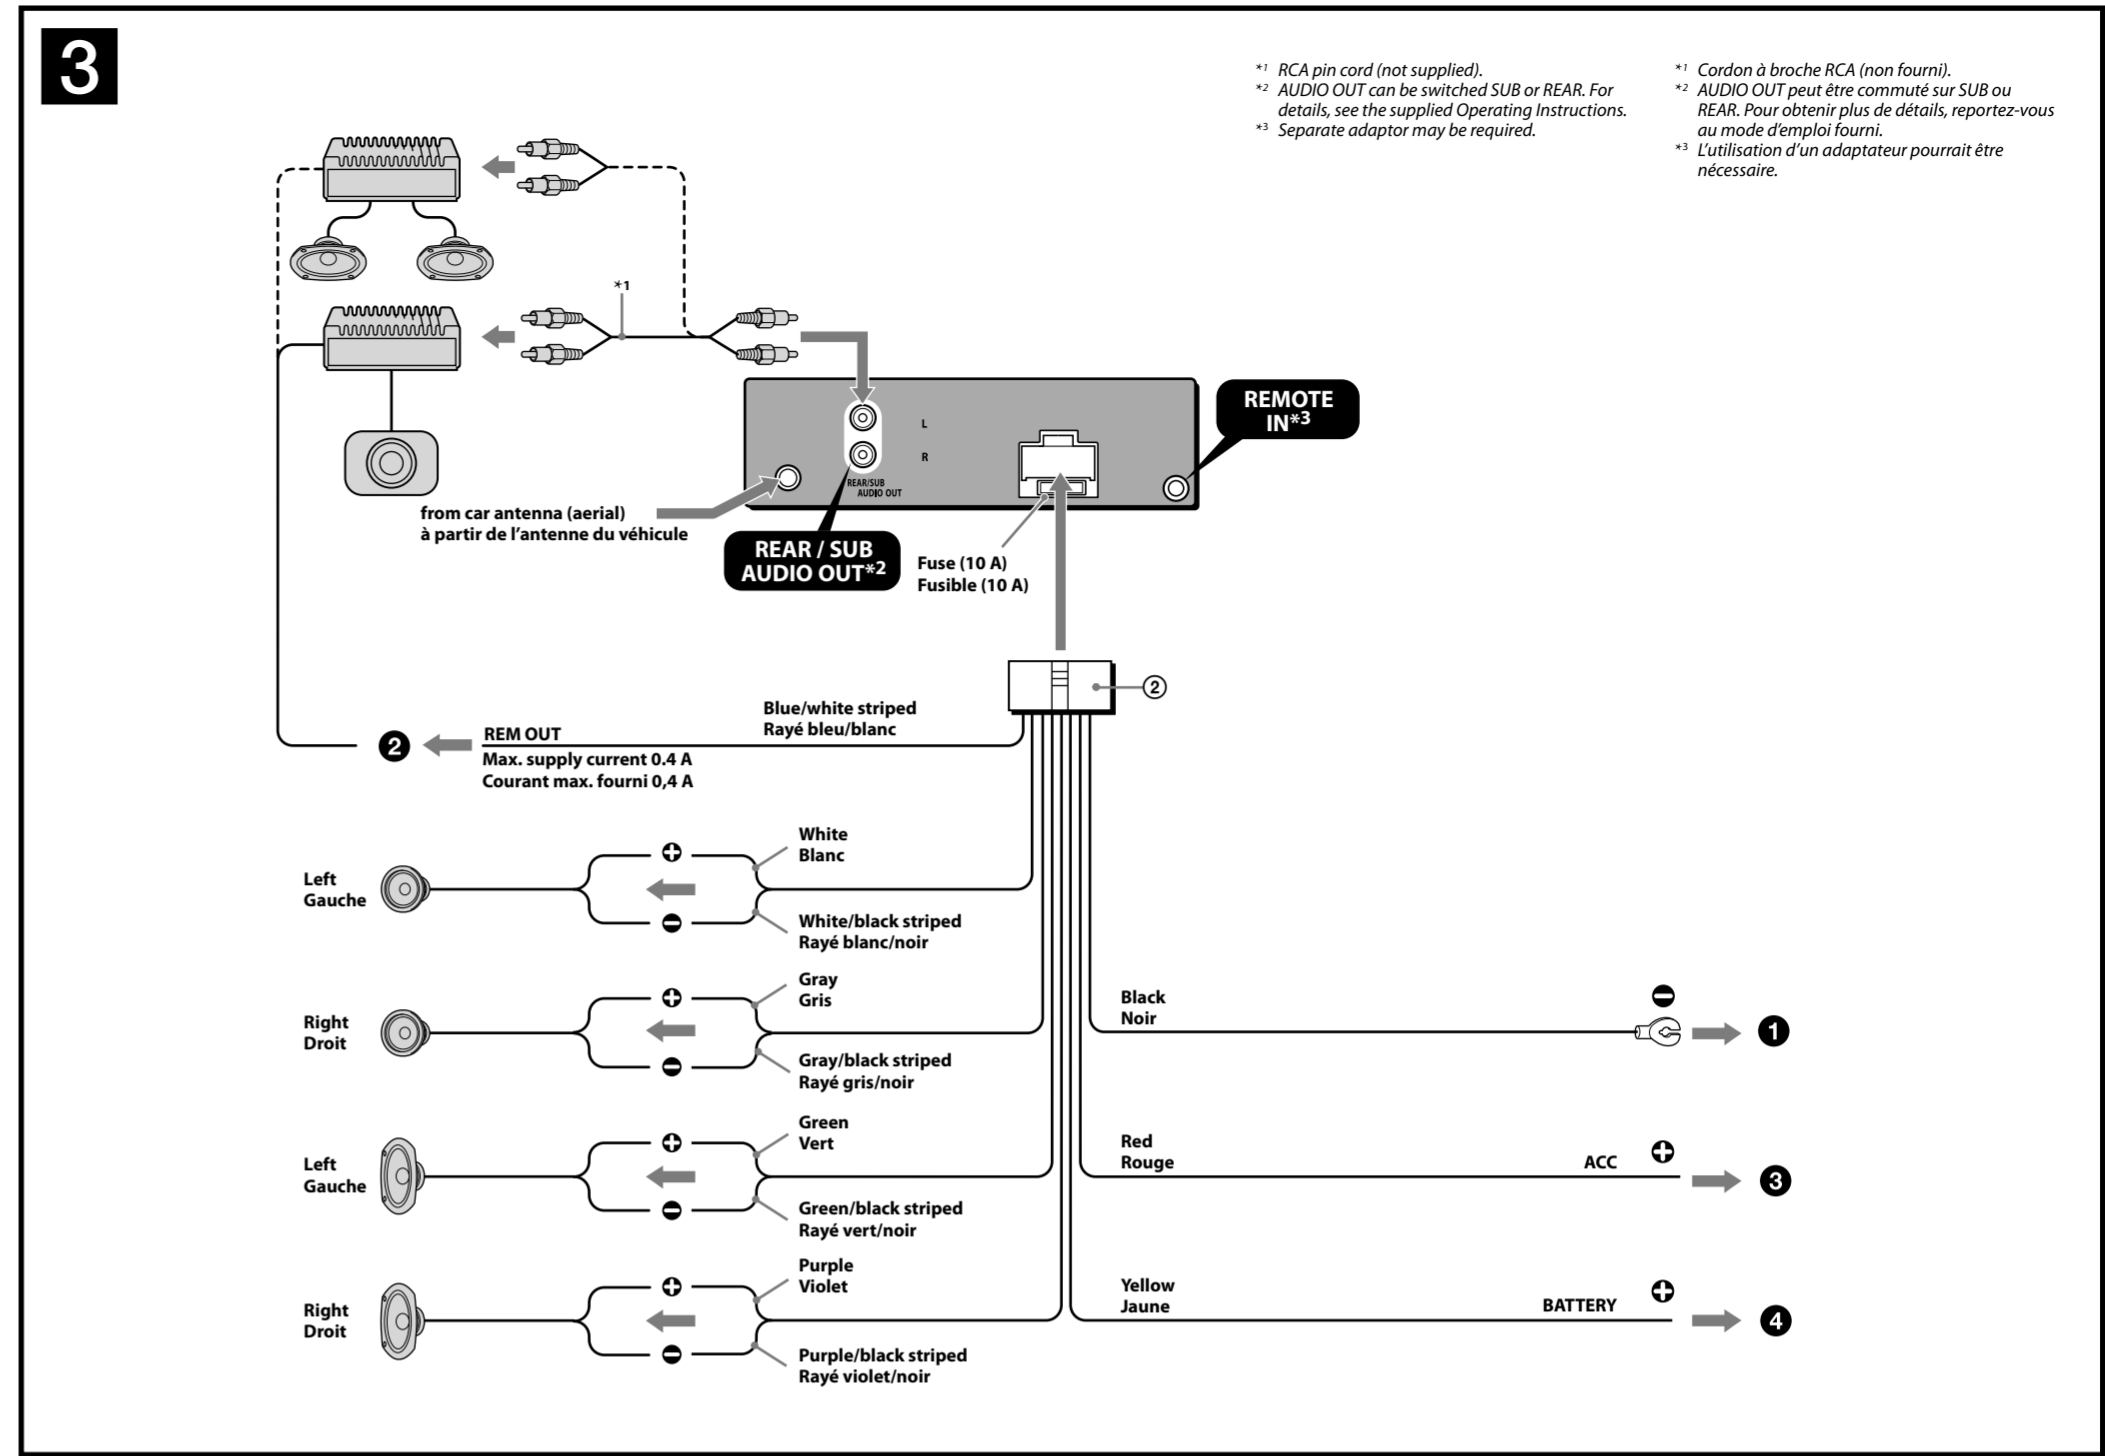 3
*1 RCA pin cord (not supplied).
*2 AUDIO OUT can be switched SUB or REAR. For
details, see the supplied Operating Instructions.
*3 Separate adaptor may be required.
*1 Cordon à broche RCA (non fourni).
*2 AUDIO OUT peut être commuté sur SUB ou
REAR. Pour obtenir plus de détails, reportez-vous
au mode d'emploi fourni.
*3 L'utilisation d'un adaptateur pourrait être
nécessaire.
*1
REMOTE
IN*3
L
R
REAR/SUB
AUDIO OUT
from car antenna (aerial)
à partir de l'antenne du véhicule
REAR / SUB
AUDIO OUT*2
Fuse (10 A)
Fusible (10 A)
②
Blue/white striped
Rayé bleu/blanc
❷
REM OUT
Max. supply current 0.4 A
Courant max. fourni 0,4 A
White
Blanc
Left
Gauche
White/black striped
Rayé blanc/noir
Gray
Gris
Right
Droit
Gray/black striped
Rayé gris/noir
Black
Noir
❶
Green
Vert
Left
Gauche
Green/black striped
Rayé vert/noir
Red
Rouge
ACC
❸
Purple
Violet
Right
Droit
Purple/black striped
Rayé violet/noir
Yellow
Jaune
BATTERY
❹